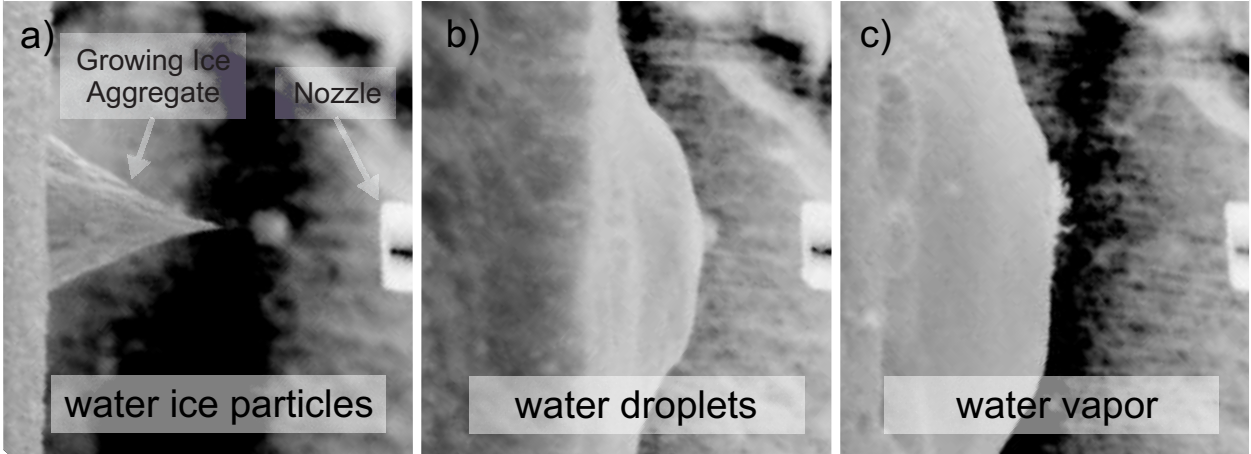 a)
Growing Ice
Aggregate
Nozzle
water ice particles
b)
water droplets
c)
water vapor